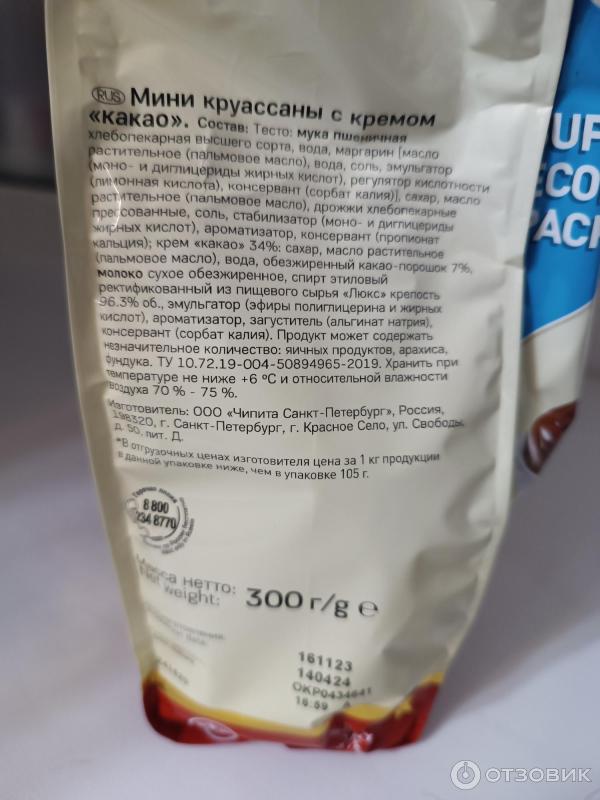 RUS Мини круассаны с кремом
«какао». Состав: Тесто: мука пшеничная
хлебопекарная высшего сорта, вода, маргарин [масло
растительное (пальмовое масло), вода, соль, эмульгатор
(моно- и диглицериды жирных кислот), регулятор кислотности
(лимонная кислота), консервант (сорбат калия)], сахар, масло
растительное (пальмовое масло), дрожжи хлебопекарные
прессованные, соль, стабилизатор (моно- и диглицериды
жирных кислот), ароматизатор, консервант (пропионат
кальция); крем «какао» 34%: сахар, масло растительное
(пальмовое масло), вода, обезжиренный какао-порошок 7%,
молоко сухое обезжиренное, спирт этиловый
ректификованный из пищевого сырья «Люкс» крепость
96.3% об., эмульгатор (эфиры полиглицерина и жирных
кислот), ароматизатор, загуститель (альгинат натрия),
консервант (сорбат калия). Продукт может содержать
незначительное количество: яичных продуктов, арахиса,
фундука. ТУ 10.72.19-004-50894965-2019. Хранить при
температуре не ниже +6 °C и относительной влажности
воздуха 70 % - 75 %.
Изготовитель: ООО «Чипита Санкт-Петербург», Россия,
198320, г. Санкт-Петербург, г. Красное Село, ул. Свободы,
д. 50, лит. Д.
*В отгрузочных ценах изготовителя цена за 1 кг продукции
в данной упаковке ниже, чем в упаковке 105 г.
Горячая линия
8 800
234 8770
Масса нетто:
Net weight:
300 г/g e
161123
140424
OKP0434641
16:59 A
UP
ECO
PACK
ОТЗОВИК